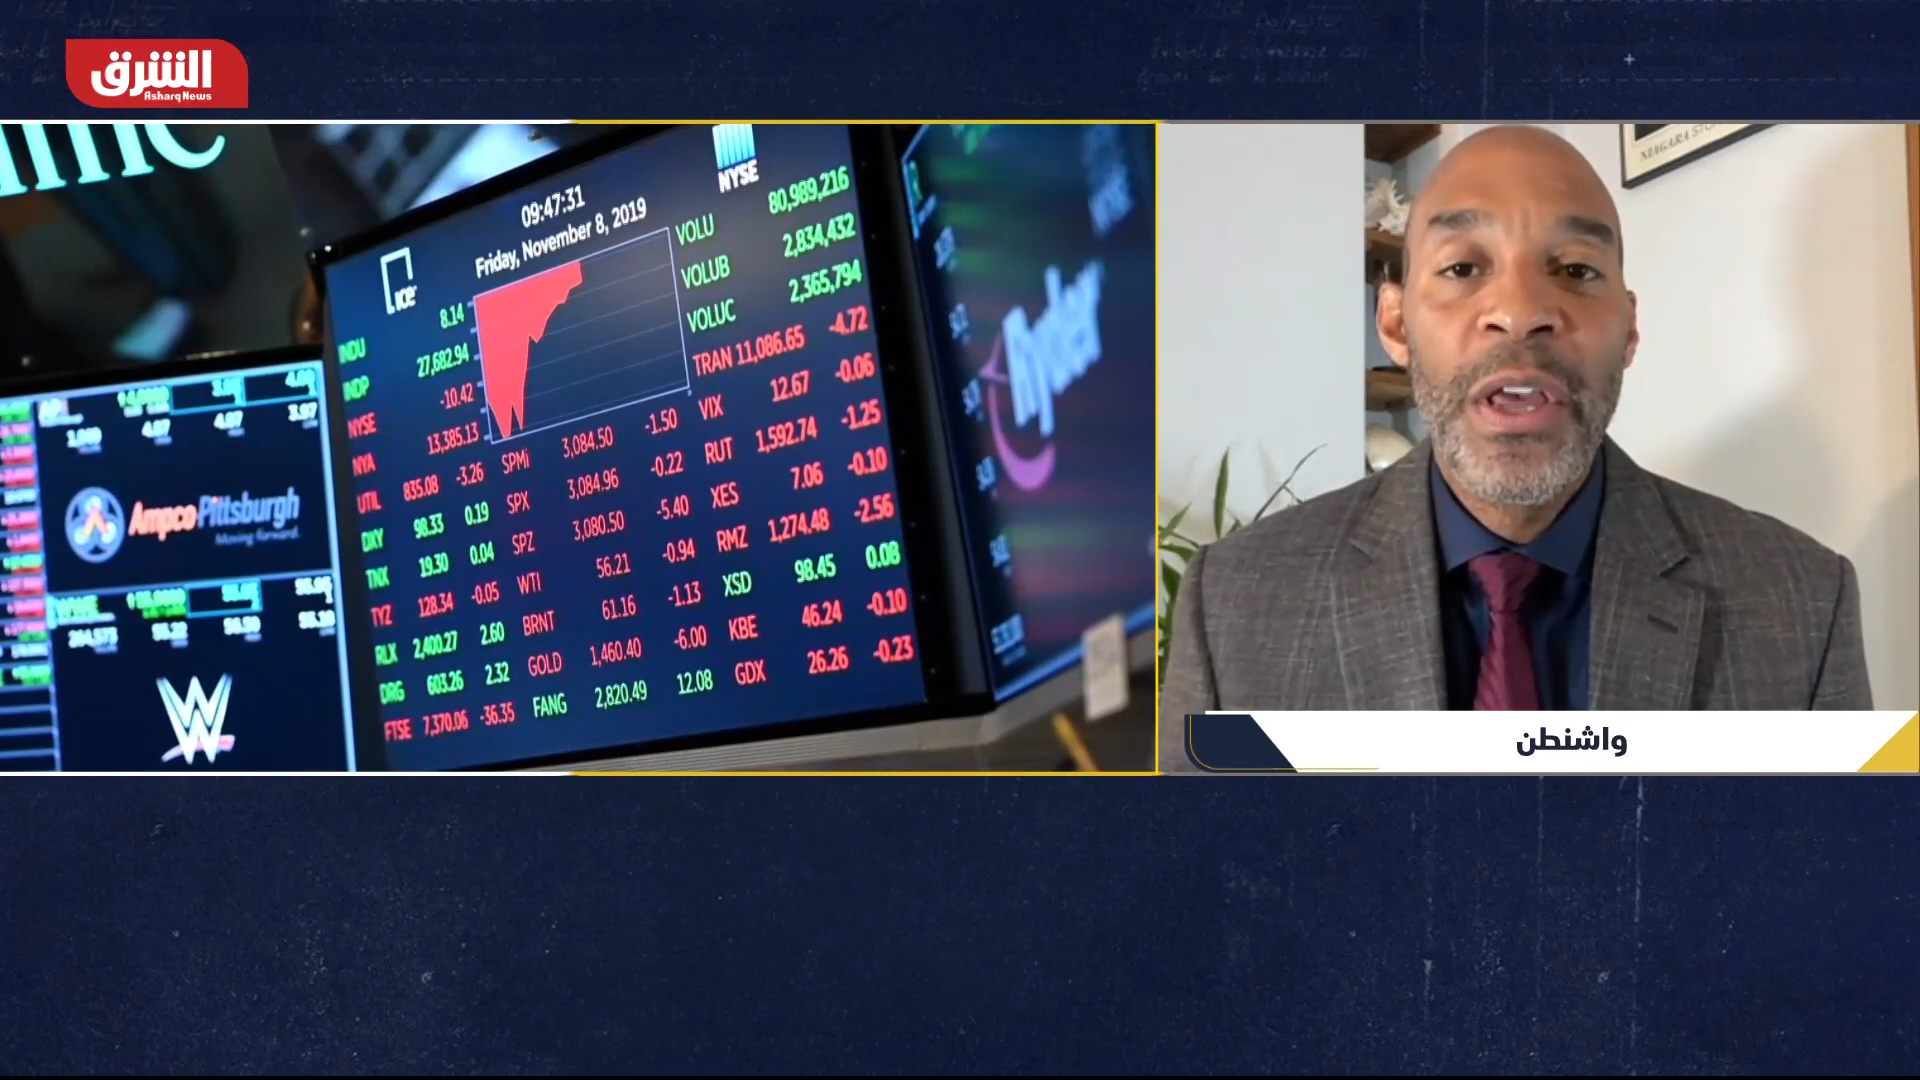 الشرق
Asharq News
NIAGARA
NYSE
09:47:31
Friday, November 8, 2019
ICE
INDU 8.14
INDP 27,682.94
NYSE -10.42
NYA 13,385.13
UTIL 835.08 -3.26
DXY 98.33 0.19
TNX 19.30 0.04
TYZ 128.34 -0.05
RLX 2,400.27 2.60
DRG 603.26 2.32
FTSE 7,370.06 -36.35
SPMi 3,084.50 -1.50
SPX 3,084.96 -0.22
SPZ 3,080.50 -5.40
WTI 56.21 -0.94
BRNT 61.16 -1.13
GOLD 1,460.40 -6.00
FANG 2,820.49 12.08
VOLU 80,989,216
VOLUB 2,834,432
VOLUC 2,365,794
TRAN 11,086.65 -4.72
VIX 12.67 -0.06
RUT 1,592.74 -1.25
XES 7.06 -0.10
RMZ 1,274.48 -2.56
XSD 98.45 0.08
KBE 46.24 -0.10
GDX 26.26 -0.23
Ryder
Ampco Pittsburgh
Moving forward.
W
واشنطن